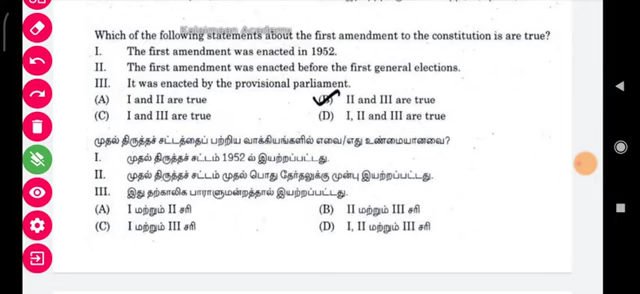 Kalaimaan Academy
Which of the following statements about the first amendment to the constitution is are true?
I. The first amendment was enacted in 1952.
II. The first amendment was enacted before the first general elections.
III. It was enacted by the provisional parliament.
(A) I and II are true (B) II and III are true
(C) I and III are true (D) I, II and III are true
முதல் திருத்தச் சட்டத்தைப் பற்றிய வாக்கியங்களில் எவை/எது உண்மையானவை?
I. முதல் திருத்தச் சட்டம் 1952 ல் இயற்றப்பட்டது.
II. முதல் திருத்தச் சட்டம் முதல் பொது தேர்தலுக்கு முன்பு இயற்றப்பட்டது.
III. இது தற்காலிக பாராளுமன்றத்தால் இயற்றப்பட்டது.
(A) I மற்றும் II சரி (B) II மற்றும் III சரி
(C) I மற்றும் III சரி (D) I, II மற்றும் III சரி